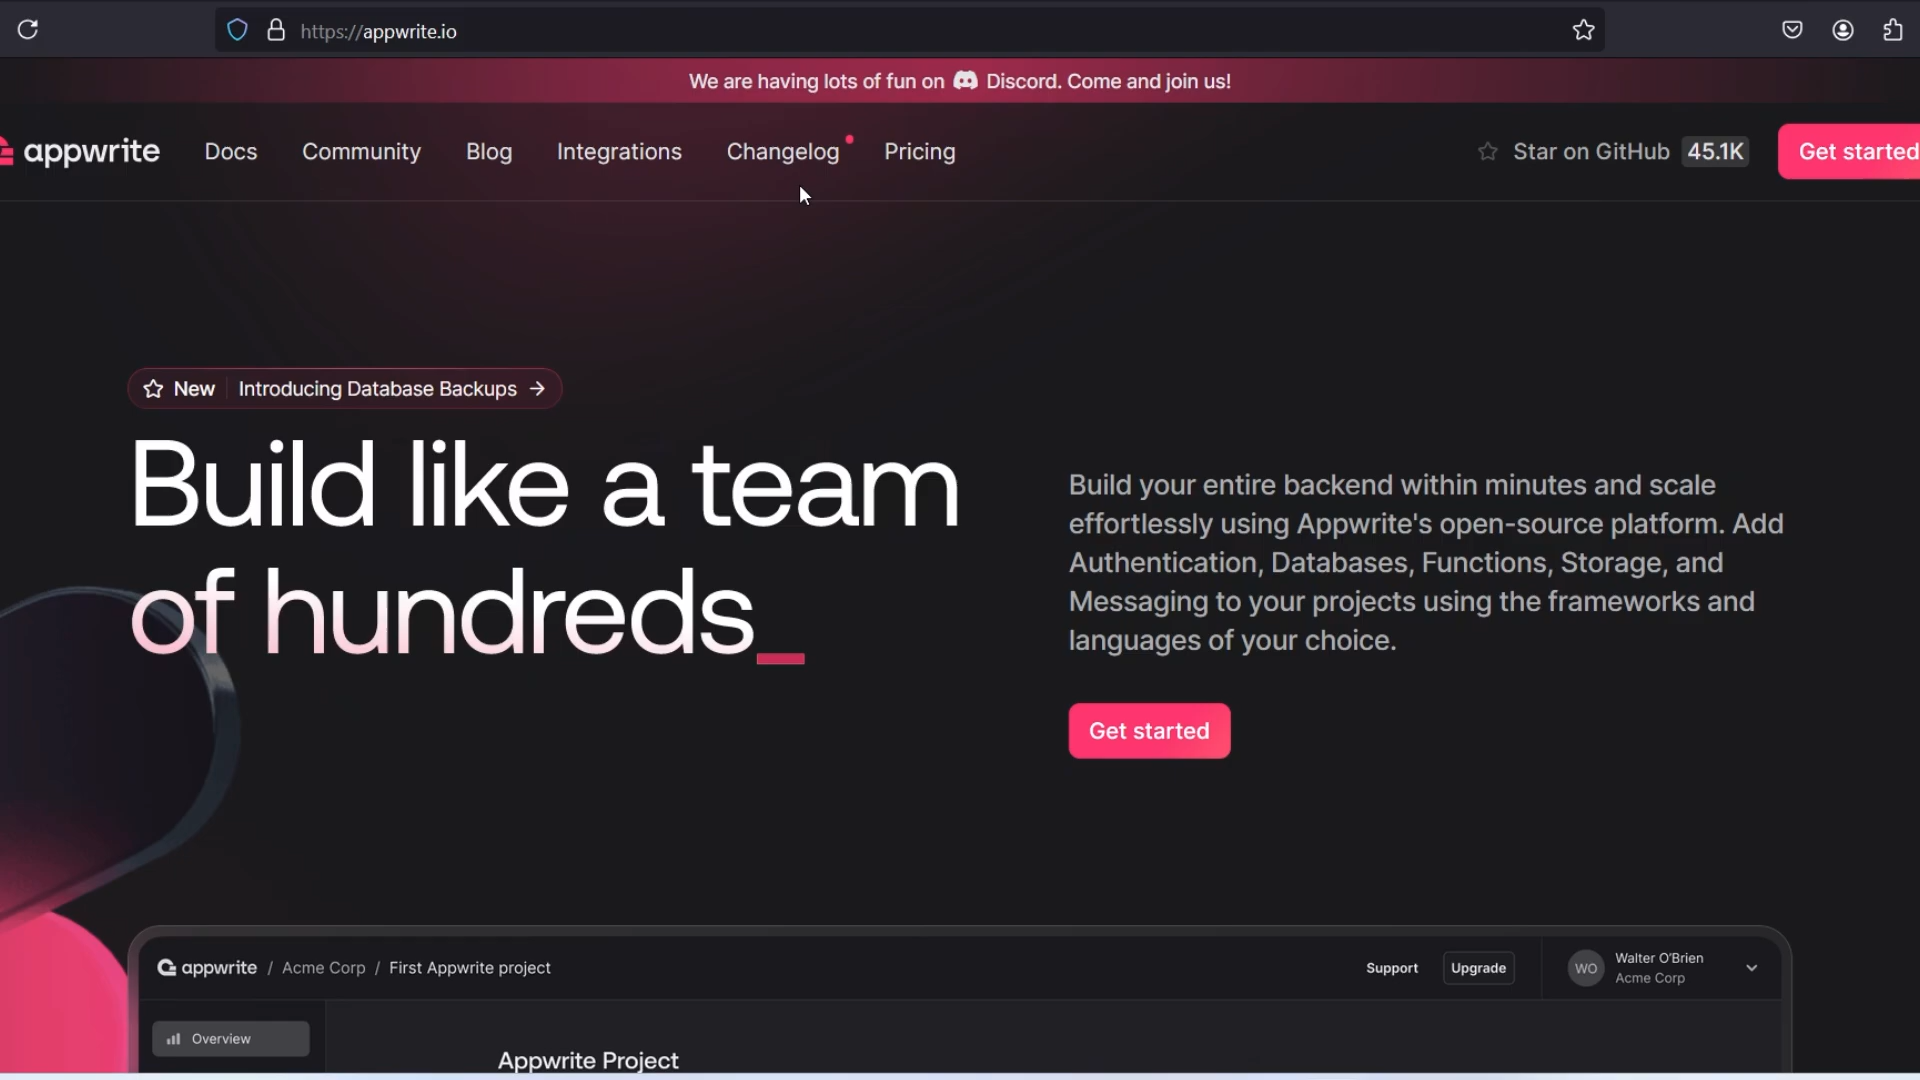 https://appwrite.io
We are having lots of fun on Discord. Come and join us!
appwrite Docs Community Blog Integrations Changelog Pricing Star on GitHub 45.1K Get started
New Introducing Database Backups →
Build like a team
of hundreds_
Build your entire backend within minutes and scale
effortlessly using Appwrite's open-source platform. Add
Authentication, Databases, Functions, Storage, and
Messaging to your projects using the frameworks and
languages of your choice.
Get started
appwrite / Acme Corp / First Appwrite project Support Upgrade WO Walter O'Brien
Acme Corp
Overview
Appwrite Project